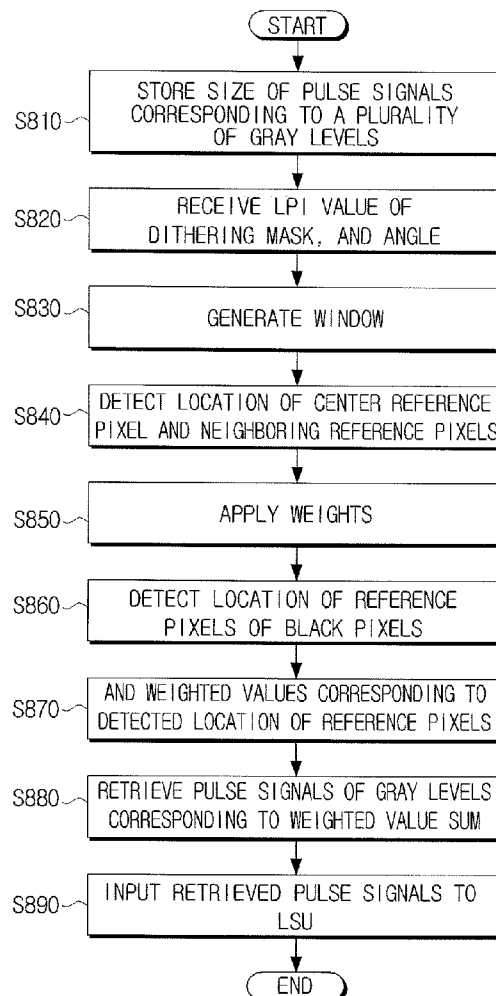 START
S810
STORE SIZE OF PULSE SIGNALS
CORRESPONDING TO A PLURALITY
OF GRAY LEVELS
S820
RECEIVE LPI VALUE OF
DITHERING MASK, AND ANGLE
S830
GENERATE WINDOW
S840
DETECT LOCATION OF CENTER REFERENCE
PIXEL AND NEIGHBORING REFERENCE PIXELS
S850
APPLY WEIGHTS
S860
DETECT LOCATION OF REFERENCE
PIXELS OF BLACK PIXELS
S870
AND WEIGHTED VALUES CORRESPONDING TO
DETECTED LOCATION OF REFERENCE PIXELS
S880
RETRIEVE PULSE SIGNALS OF GRAY LEVELS
CORRESPONDING TO WEIGHTED VALUE SUM
S890
INPUT RETRIEVED PULSE SIGNALS TO
LSU
END